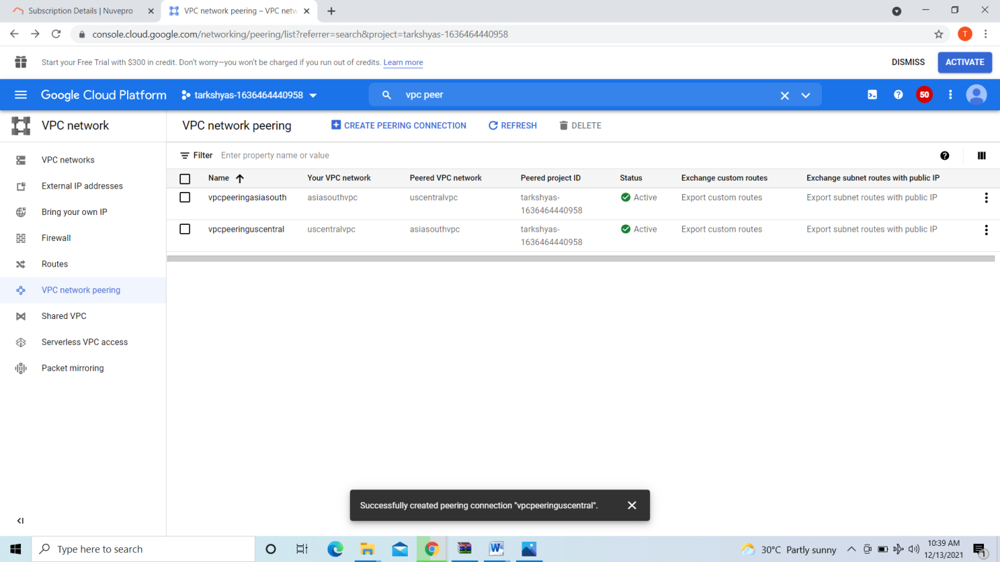 Subscription Details | Nuvepro
VPC network peering – VPC netw
console.cloud.google.com/networking/peering/list?referrer=search&project=tarkshyas-1636464440958
T
Start your Free Trial with $300 in credit. Don't worry—you won't be charged if you run out of credits. Learn more
DISMISS
ACTIVATE
Google Cloud Platform
tarkshyas-1636464440958
vpc peer
50
VPC network
VPC network peering
CREATE PEERING CONNECTION
REFRESH
DELETE
VPC networks
External IP addresses
Bring your own IP
Firewall
Routes
VPC network peering
Shared VPC
Serverless VPC access
Packet mirroring
Filter Enter property name or value
Name Your VPC network Peered VPC network Peered project ID Status Exchange custom routes Exchange subnet routes with public IP
vpcpeeringasiasouth asiasouthvpc uscentralvpc tarkshyas- Active Export custom routes Export subnet routes with public IP
1636464440958
vpcpeeringuscentral uscentralvpc asiasouthvpc tarkshyas- Active Export custom routes Export subnet routes with public IP
1636464440958
Successfully created peering connection "vpcpeeringuscentral".
Type here to search
30°C Partly sunny
10:39 AM
12/13/2021
1